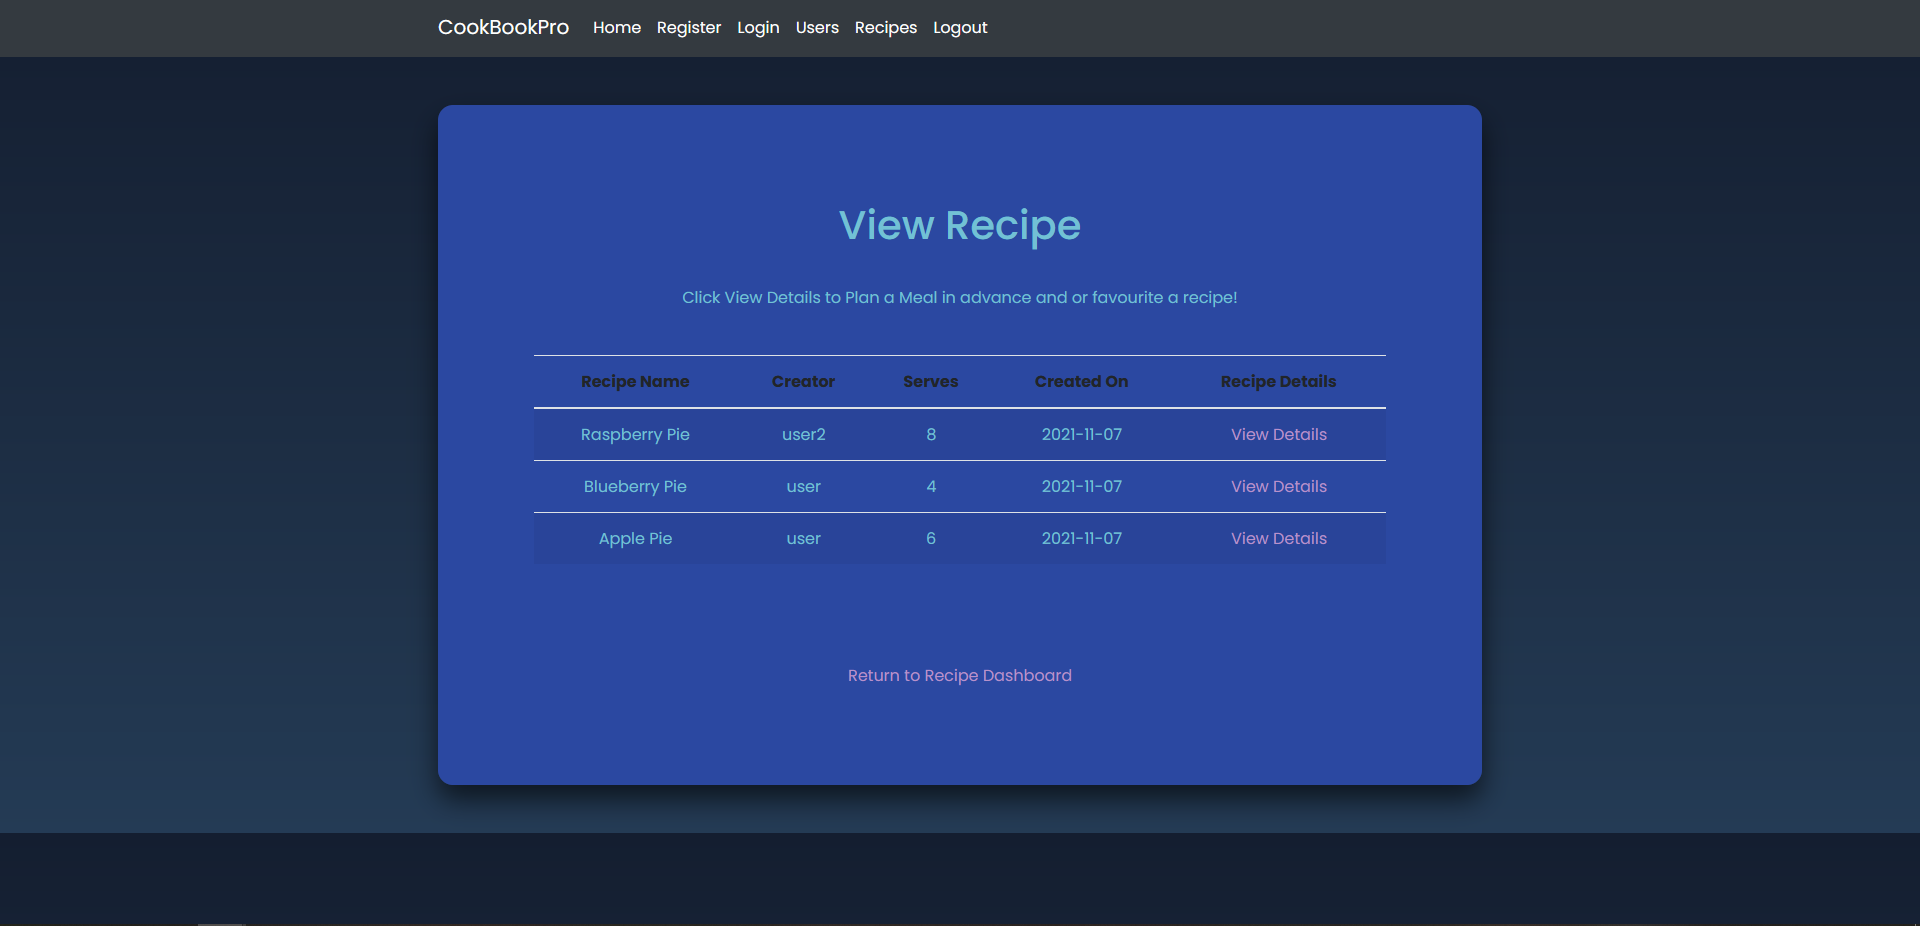 CookBookPro Home Register Login Users Recipes Logout
View Recipe
Click View Details to Plan a Meal in advance and or favourite a recipe!
Recipe Name Creator Serves Created On Recipe Details
Raspberry Pie user2 8 2021-11-07 View Details
Blueberry Pie user 4 2021-11-07 View Details
Apple Pie user 6 2021-11-07 View Details
Return to Recipe Dashboard